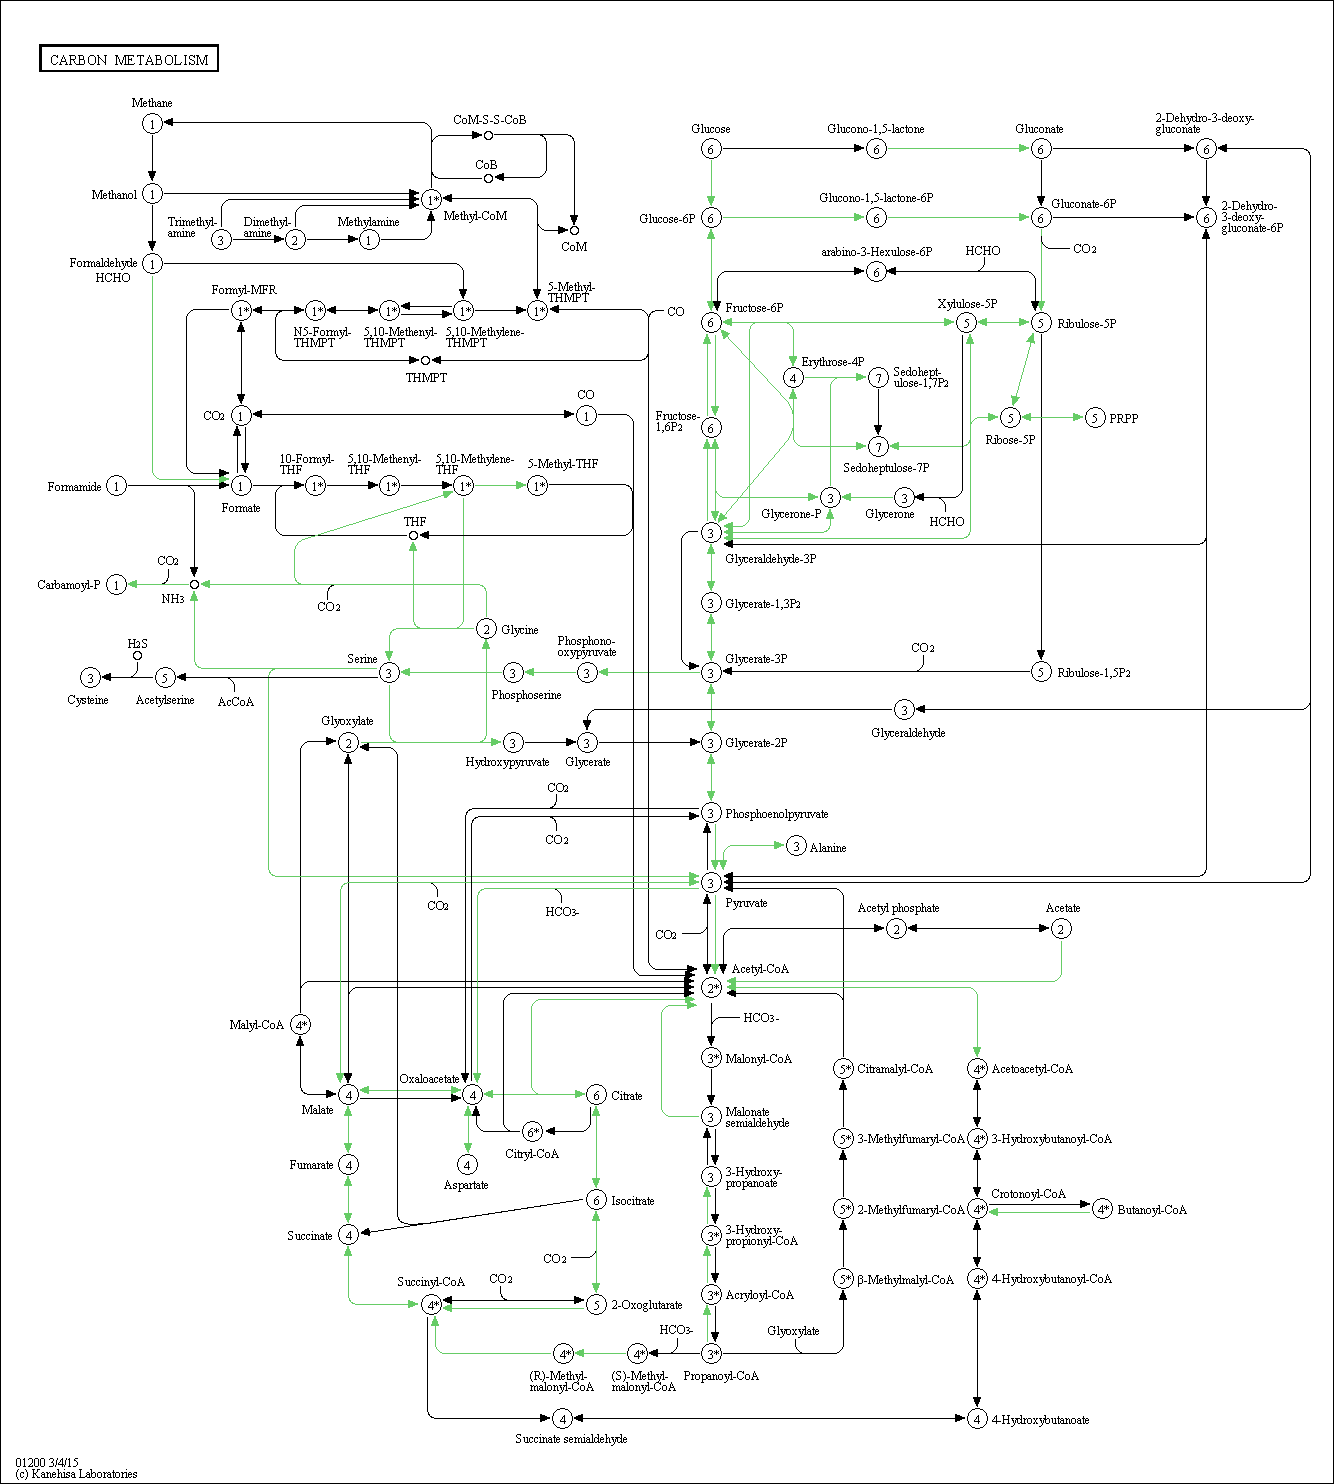 CARBON METABOLISM
Methane
1
CoM-S-S-CoB
CoB
Methanol
1
1*
Methyl-CoM
Trimethyl-
amine
3
Dimethyl-
amine
2
Methylamine
1
CoM
Formaldehyde
HCHO
1
Formyl-MFR
1*
1*
N5-Formyl-
THMPT
1*
5,10-Methenyl-
THMPT
1*
5,10-Methylene-
THMPT
5-Methyl-
THMPT
1*
CO
THMPT
CO2
1
CO
1
10-Formyl-
THF
1*
5,10-Methenyl-
THF
1*
5,10-Methylene-
THF
1*
5-Methyl-THF
1*
Formamide
1
1
Formate
THF
CO2
Carbamoyl-P
1
NH3
CO2
2
Glycine
H2S
Serine
3
3
Phosphoserine
Phosphono-
oxypyruvate
3
3
Cysteine
5
Acetylserine
AcCoA
Glyoxylate
2
3
Hydroxypyruvate
3
Glycerate
Glucose
6
Glucono-1,5-lactone
6
Gluconate
6
2-Dehydro-3-deoxy-
gluconate
6
Glucose-6P
6
Glucono-1,5-lactone-6P
6
Gluconate-6P
6
6
2-Dehydro-
3-deoxy-
gluconate-6P
CO2
arabino-3-Hexulose-6P
6
HCHO
Fructose-6P
6
Xylulose-5P
5
5
Ribulose-5P
Erythrose-4P
4
7
Sedohept-
ulose-1,7P2
Fructose-
1,6P2
6
7
Sedoheptulose-7P
5
Ribose-5P
5
PRPP
3
Glycerone-P
3
Glycerone
HCHO
3
Glyceraldehyde-3P
3
Glycerate-1,3P2
3
Glycerate-3P
CO2
5
Ribulose-1,5P2
3
Glyceraldehyde
3
Glycerate-2P
CO2
CO2
3
Phosphoenolpyruvate
3
Alanine
3
Pyruvate
CO2
HCO3-
CO2
Acetyl phosphate
2
Acetate
2
2*
Acetyl-CoA
HCO3-
Malyl-CoA
4*
3*
Malonyl-CoA
5*
Citramalyl-CoA
4*
Acetoacetyl-CoA
Malate
4
Oxaloacetate
4
6
Citrate
3
Malonate
semialdehyde
6*
Citryl-CoA
5*
3-Methylfumaryl-CoA
4*
3-Hydroxybutanoyl-CoA
Fumarate
4
4
Aspartate
3
3-Hydroxy-
propanoate
6
Isocitrate
5*
2-Methylfumaryl-CoA
Crotonoyl-CoA
4*
4*
Butanoyl-CoA
Succinate
4
3*
3-Hydroxy-
propionyl-CoA
CO2
Succinyl-CoA
4*
CO2
5
2-Oxoglutarate
3*
Acryloyl-CoA
5*
β-Methylmalyl-CoA
4*
4-Hydroxybutanoyl-CoA
4*
(R)-Methyl-
malonyl-CoA
4*
(S)-Methyl-
malonyl-CoA
HCO3-
3*
Propanoyl-CoA
Glyoxylate
4
Succinate semialdehyde
4
4-Hydroxybutanoate
01200 3/4/15
(c) Kanehisa Laboratories